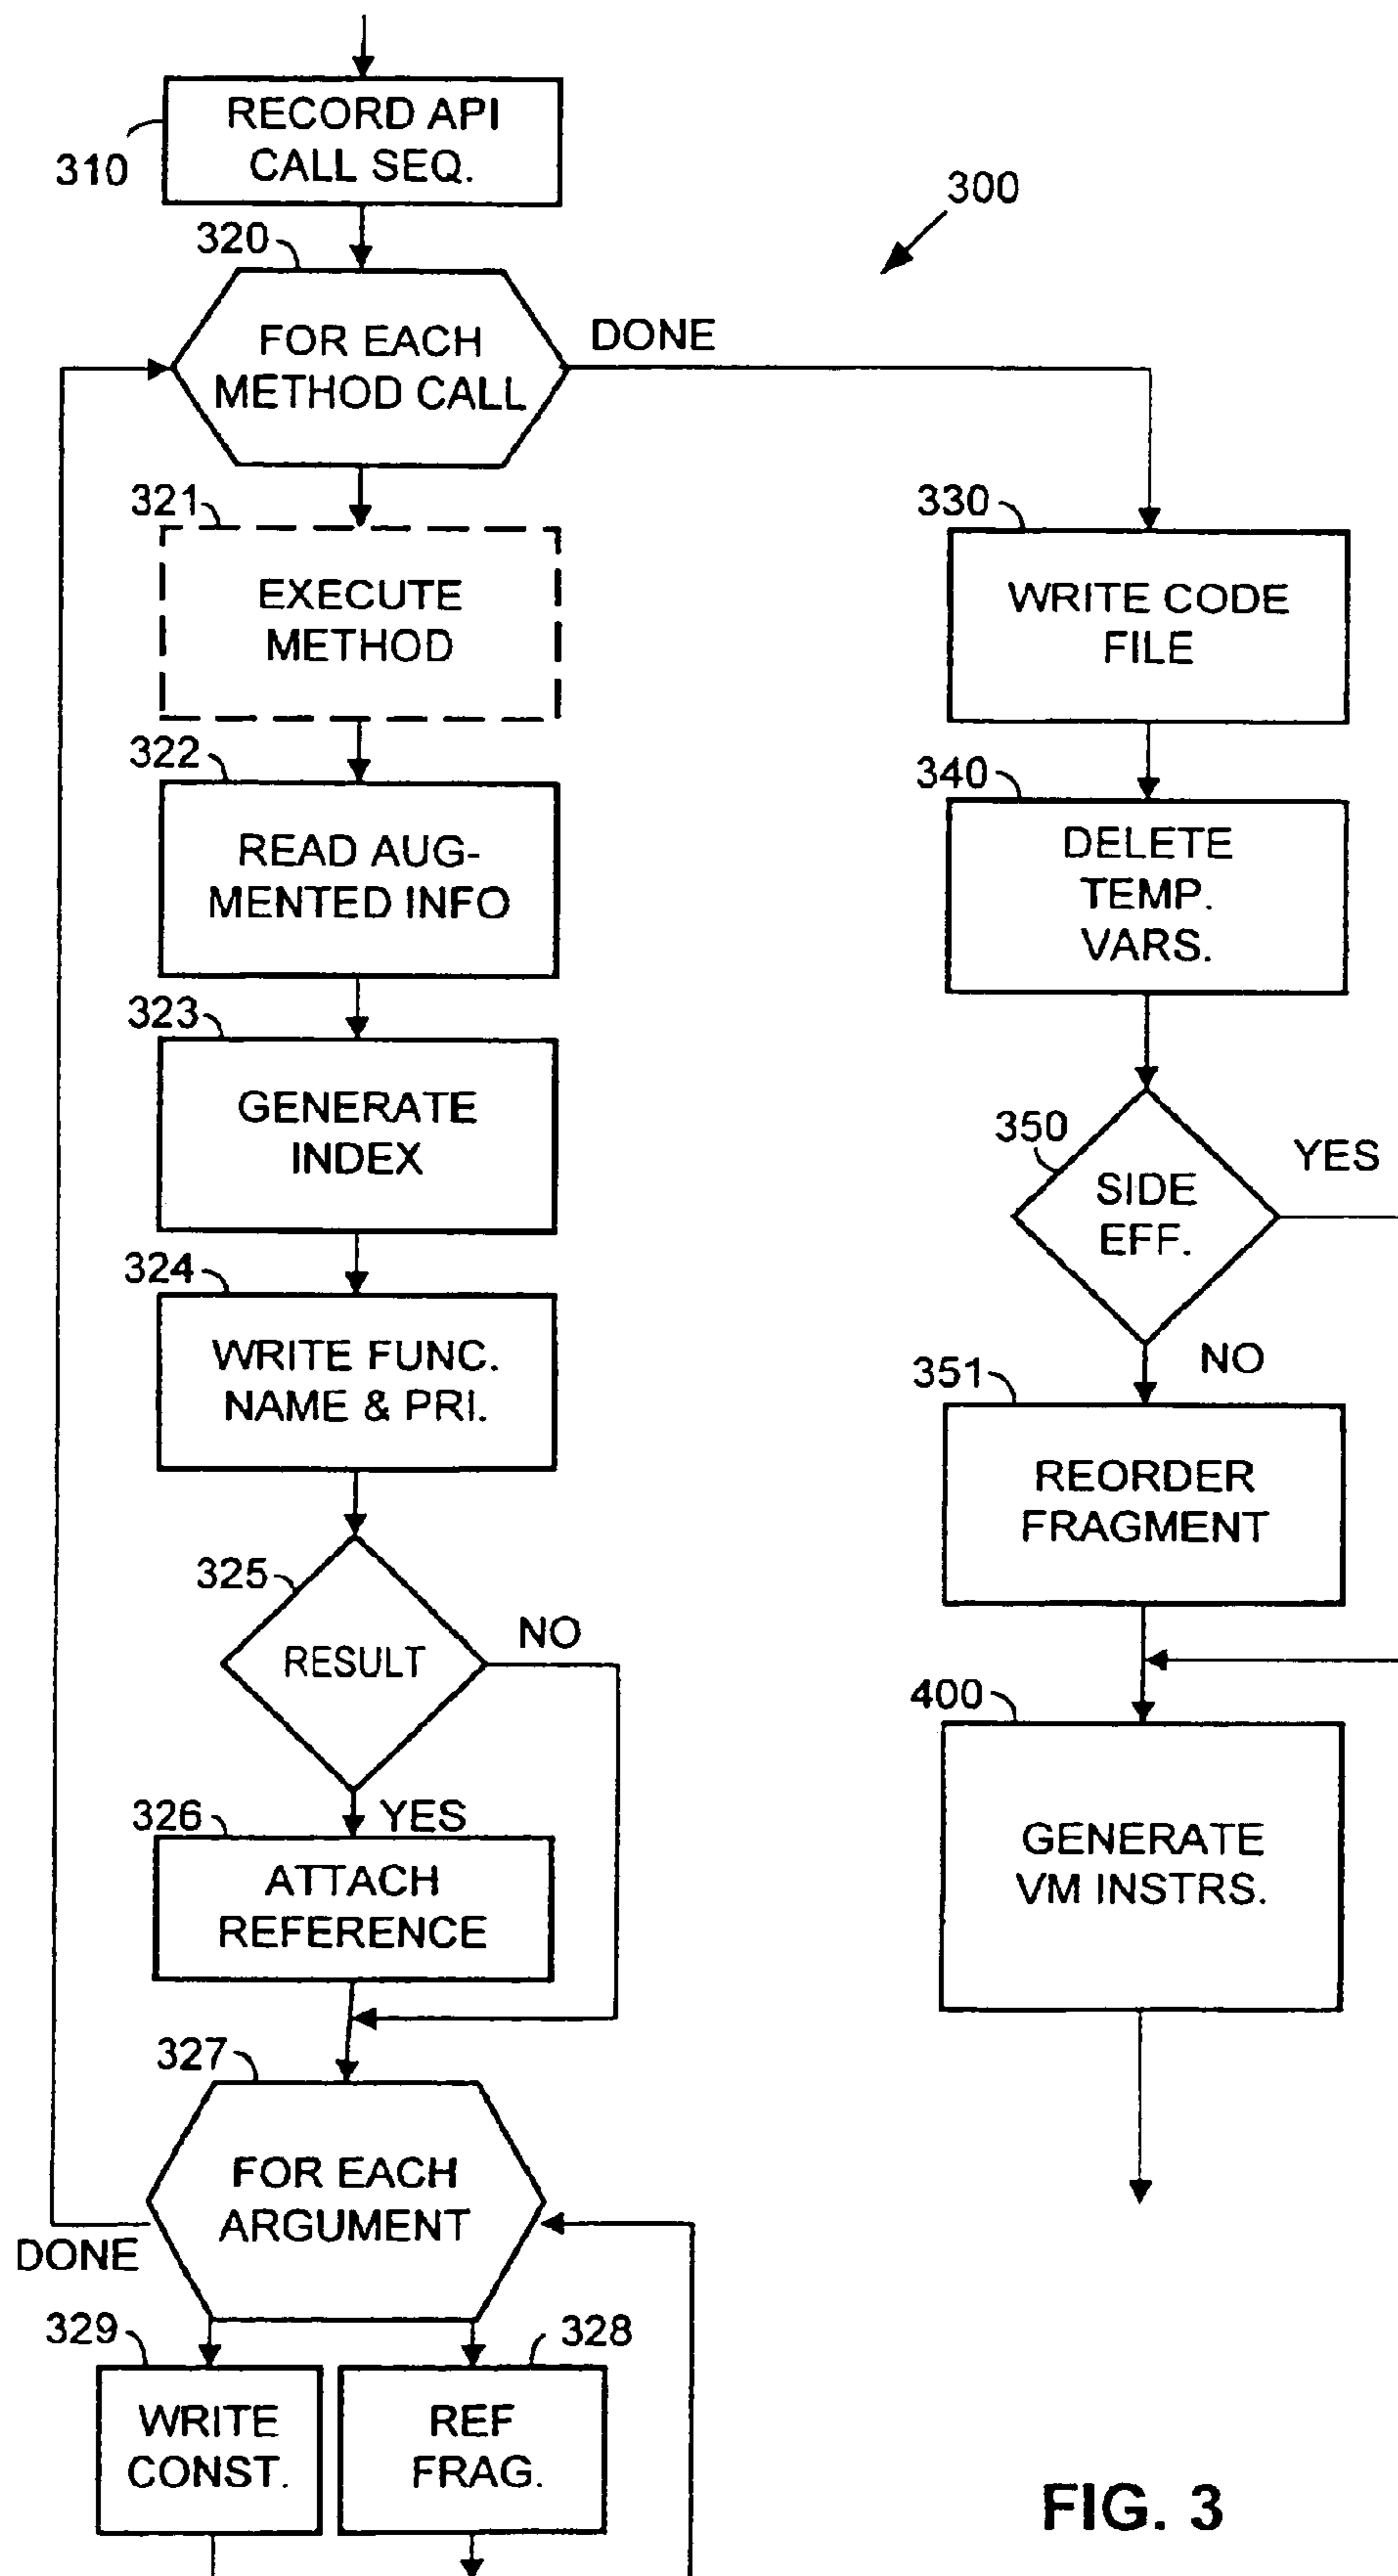 RECORD API
CALL SEQ.
310
300
320
FOR EACH
METHOD CALL
DONE
321
EXECUTE
METHOD
322
READ AUG-
MENTED INFO
323
GENERATE
INDEX
324
WRITE FUNC.
NAME & PRI.
325
RESULT
NO
326
YES
ATTACH
REFERENCE
327
FOR EACH
ARGUMENT
DONE
329
WRITE
CONST.
328
REF
FRAG.
330
WRITE CODE
FILE
340
DELETE
TEMP.
VARS.
350
SIDE
EFF.
YES
NO
351
REORDER
FRAGMENT
400
GENERATE
VM INSTRS.
FIG. 3